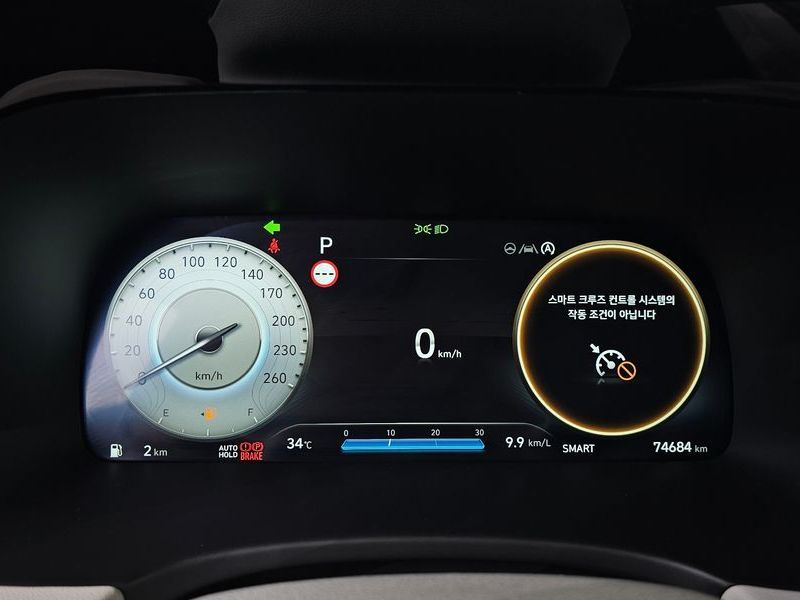 P
0 20 40 60 80 100 120 140 170 200 230 260
km/h
E F
0 km/h
스마트 크루즈 컨트롤 시스템의
작동 조건이 아닙니다
A
2 km
AUTO
HOLD
P
BRAKE
34℃
0 10 20 30
9.9 km/L
SMART
74684 km